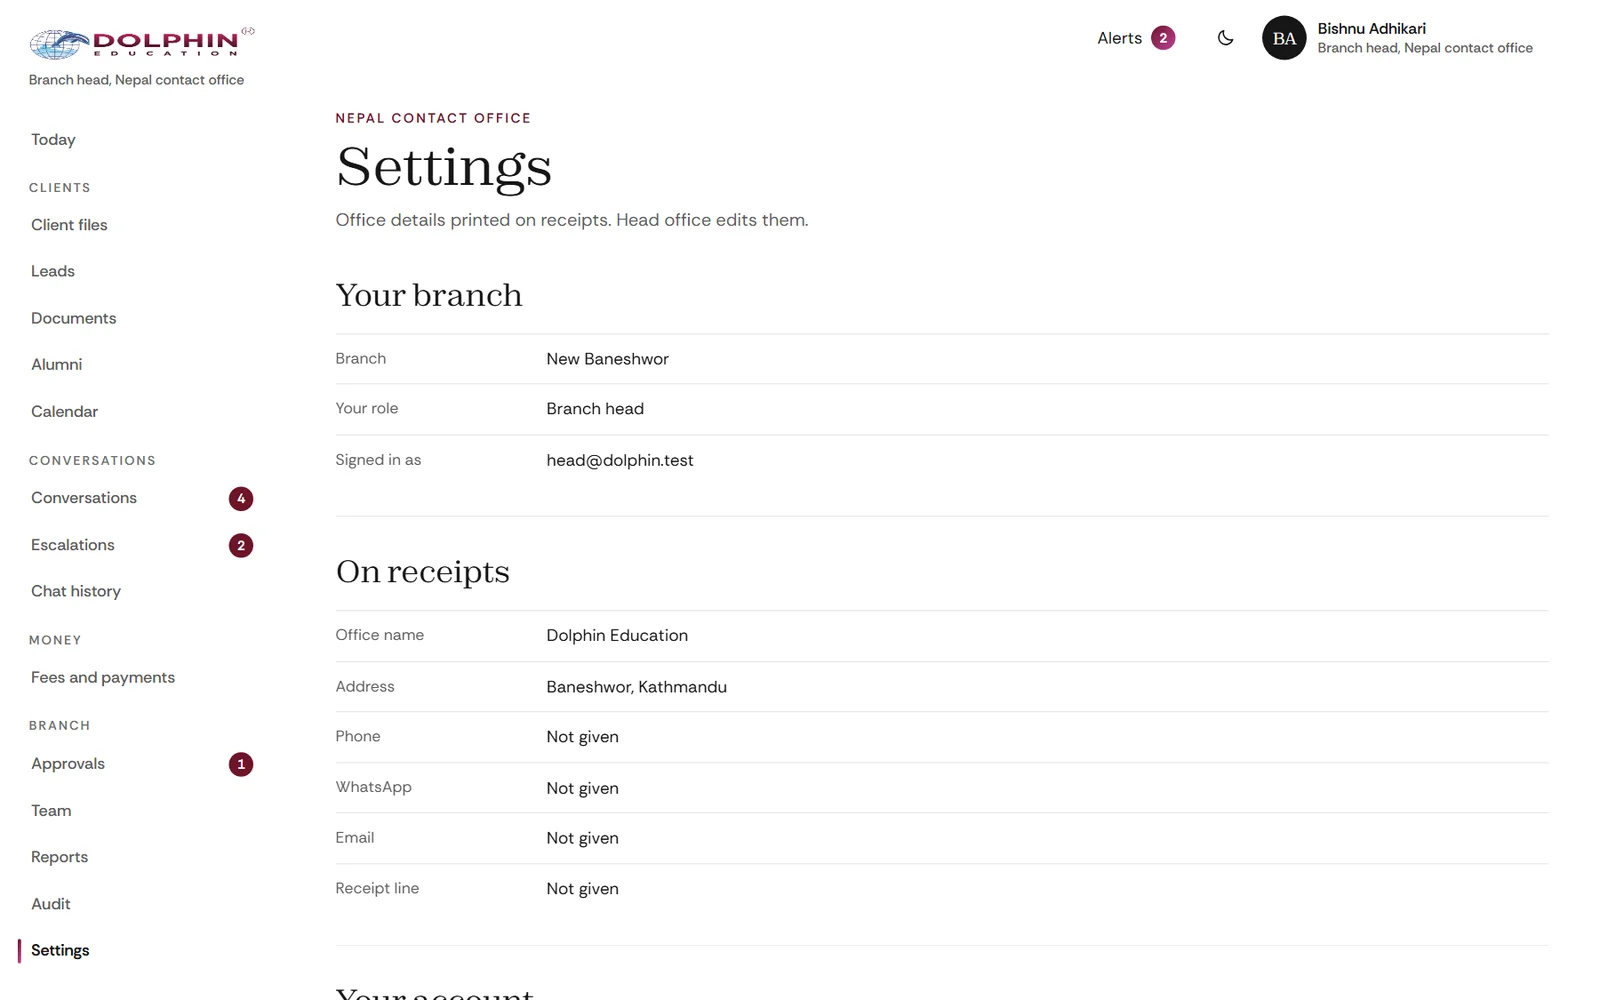 DOLPHIN
EDUCATION
Branch head, Nepal contact office
Today
CLIENTS
Client files
Leads
Documents
Alumni
Calendar
CONVERSATIONS
Conversations 4
Escalations 2
Chat history
MONEY
Fees and payments
BRANCH
Approvals 1
Team
Reports
Audit
Settings
Alerts 2
BA
Bishnu Adhikari
Branch head, Nepal contact office
NEPAL CONTACT OFFICE
Settings
Office details printed on receipts. Head office edits them.
Your branch
Branch New Baneshwor
Your role Branch head
Signed in as head@dolphin.test
On receipts
Office name Dolphin Education
Address Baneshwor, Kathmandu
Phone Not given
WhatsApp Not given
Email Not given
Receipt line Not given
Your account